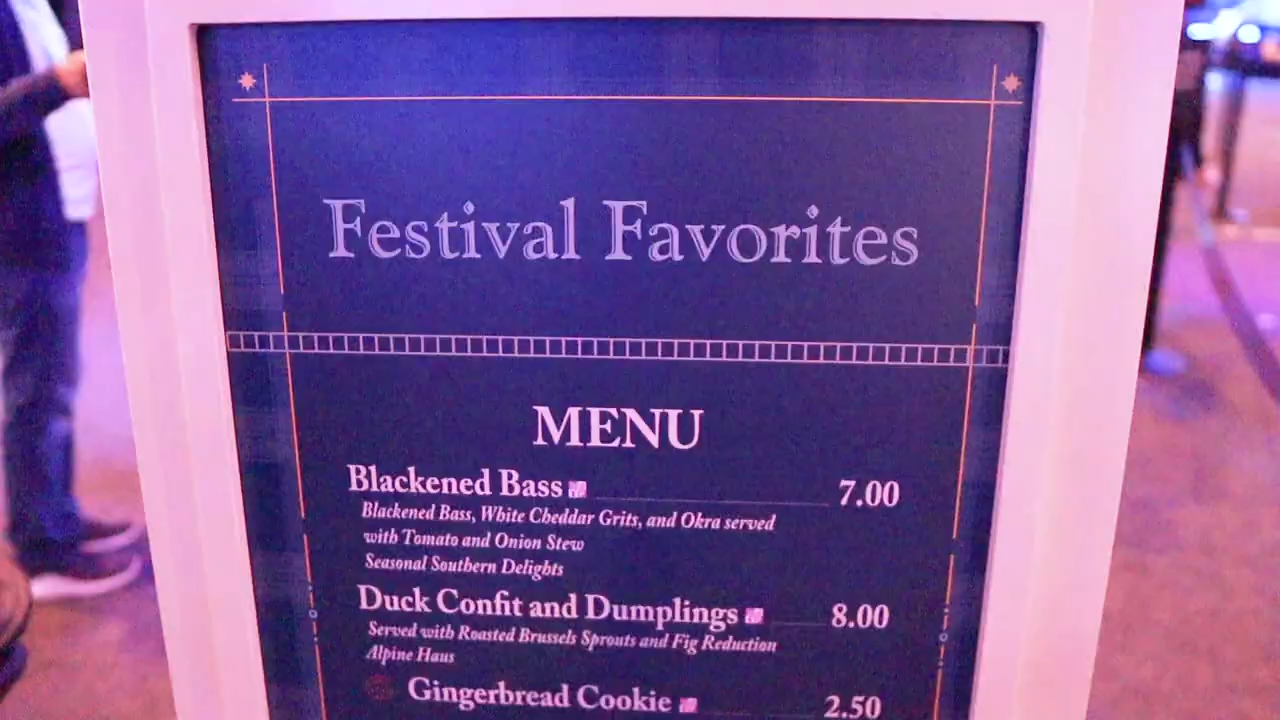 Festival Favorites
MENU
Blackened Bass 7.00
Blackened Bass, White Cheddar Grits, and Okra served
with Tomato and Onion Stew
Seasonal Southern Delights
Duck Confit and Dumplings 8.00
Served with Roasted Brussels Sprouts and Fig Reduction
Alpine Haus
Gingerbread Cookie 2.50